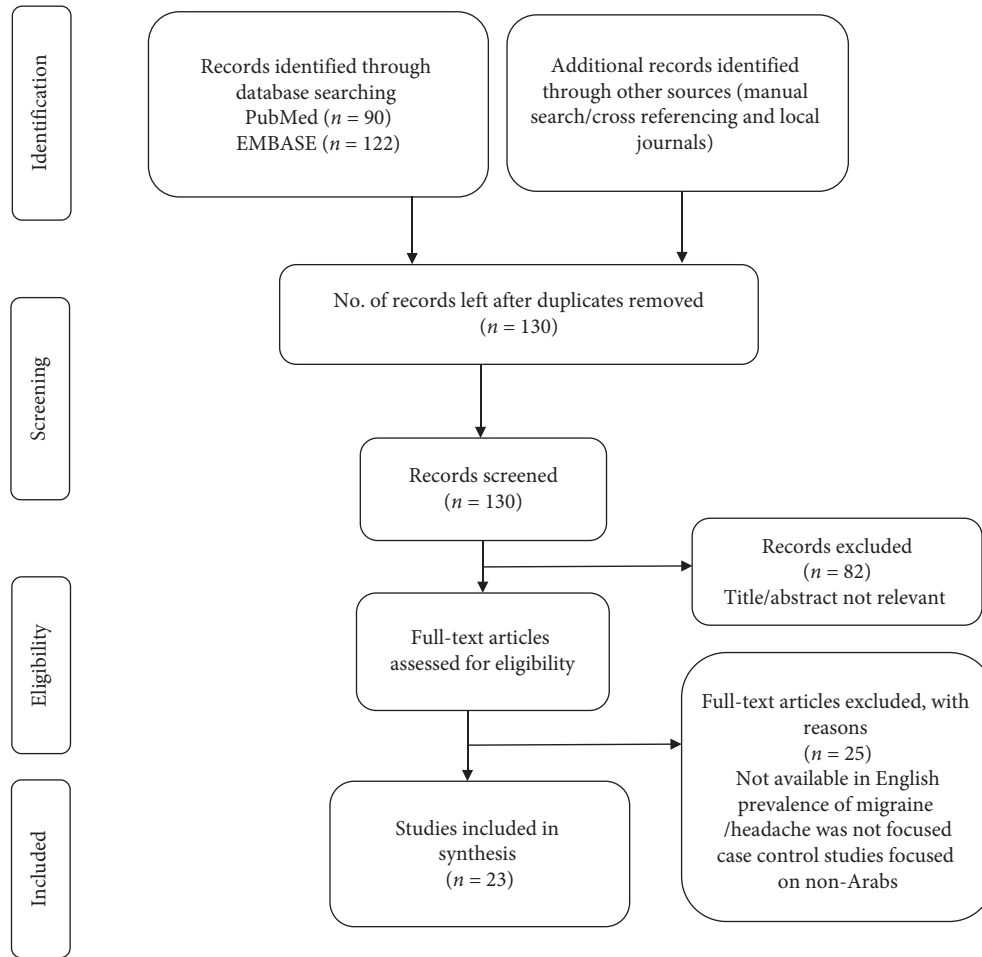 Identification
Records identified through
database searching
PubMed (n = 90)
EMBASE (n = 122)
Additional records identified
through other sources (manual
search/cross referencing and local
journals)
Screening
No. of records left after duplicates removed
(n = 130)
Records screened
(n = 130)
Records excluded
(n = 82)
Title/abstract not relevant
Eligibility
Full-text articles
assessed for eligibility
Full-text articles excluded, with
reasons
(n = 25)
Not available in English
prevalence of migraine
/headache was not focused
case control studies focused
on non-Arabs
Included
Studies included in
synthesis
(n = 23)